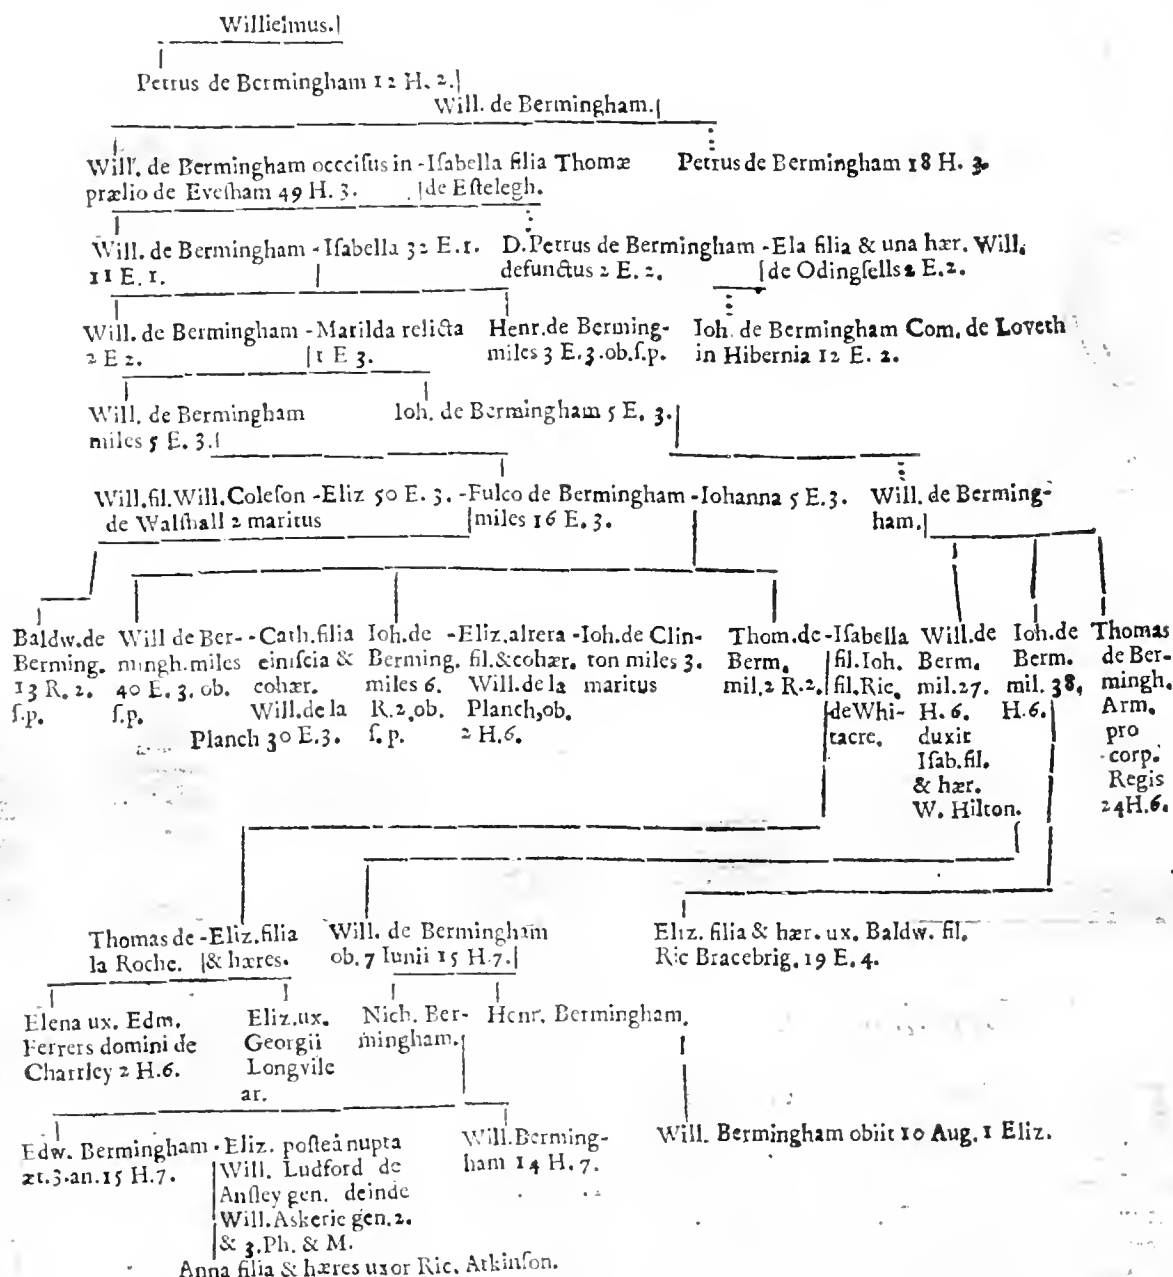 Willielmus.
Petrus de Bermingham 12 H. 2.
Will. de Bermingham.
Will. de Bermingham occcisus in - Isabella filia Thomæ
prælio de Evesham 49 H. 3. de Estelegh.
Petrus de Bermingham 18 H. 3.
Will. de Bermingham - Isabella 32 E.1.
11 E. 1.
D. Petrus de Bermingham - Ela filia & una hær. Will.
defunctus 2 E. 2. de Odingsells 2 E.2.
Will. de Bermingham - Matilda relicta
2 E 2. 1 E 3.
Henr. de Berming-
miles 3 E. 3. ob. s.p.
Ioh. de Bermingham Com. de Loveth
in Hibernia 12 E. 2.
Will. de Bermingham
miles 5 E. 3.
Ioh. de Bermingham 5 E. 3.
Will. fil. Will. Coleson - Eliz 50 E. 3. - Fulco de Bermingham - Iohanna 5 E.3.
de Walshall 2 maritus miles 16 E. 3.
Will. de Berming-
ham.
Baldw. de
Berming.
13 R. 2.
s.p.
Will de Ber-
mingh. miles
40 E. 3. ob.
s.p.
- Cath. filia
einiscia &
cohær.
Will. de la
Planch 30 E.3.
Ioh. de
Berming.
miles 6.
R.2. ob.
s. p.
- Eliz. altera
fil. & cohær.
Will. de la
Planch, ob.
2 H.6.
- Ioh. de Clin-
ton miles 3.
maritus
Thom. de
Berm.
mil. 2 R.2.
- Isabella
fil. Ioh.
fil. Ric.
de Whi-
tacre.
Will. de
Berm.
mil. 27.
H. 6.
duxit
Isab. fil.
& hær.
W. Hilton.
Ioh. de
Berm.
mil. 38.
H.6.
Thomas
de Ber-
mingh.
Arm.
pro
corp.
Regis
24 H.6.
Thomas de - Eliz. filia
la Roche. & hæres.
Will. de Bermingham
ob. 7 Iunii 15 H.7.
Eliz. filia & hær. ux. Baldw. fil.
Ric Bracebrig. 19 E. 4.
Elena ux. Edm.
Ferrers domini de
Chartley 2 H.6.
Eliz. ux.
Georgii
Longvile
ar.
Nich. Ber-
mingham.
Henr. Bermingham.
Edw. Bermingham
æt. 3. an. 15 H.7.
- Eliz. posteà nupta
Will. Ludford de
Ansley gen. deinde
Will. Askerie gen. 2.
& 3. Ph. & M.
Will. Berming-
ham 14 H. 7.
Will. Bermingham obiit 10 Aug. 1 Eliz.
Anna filia & hæres uxor Ric. Atkinson.